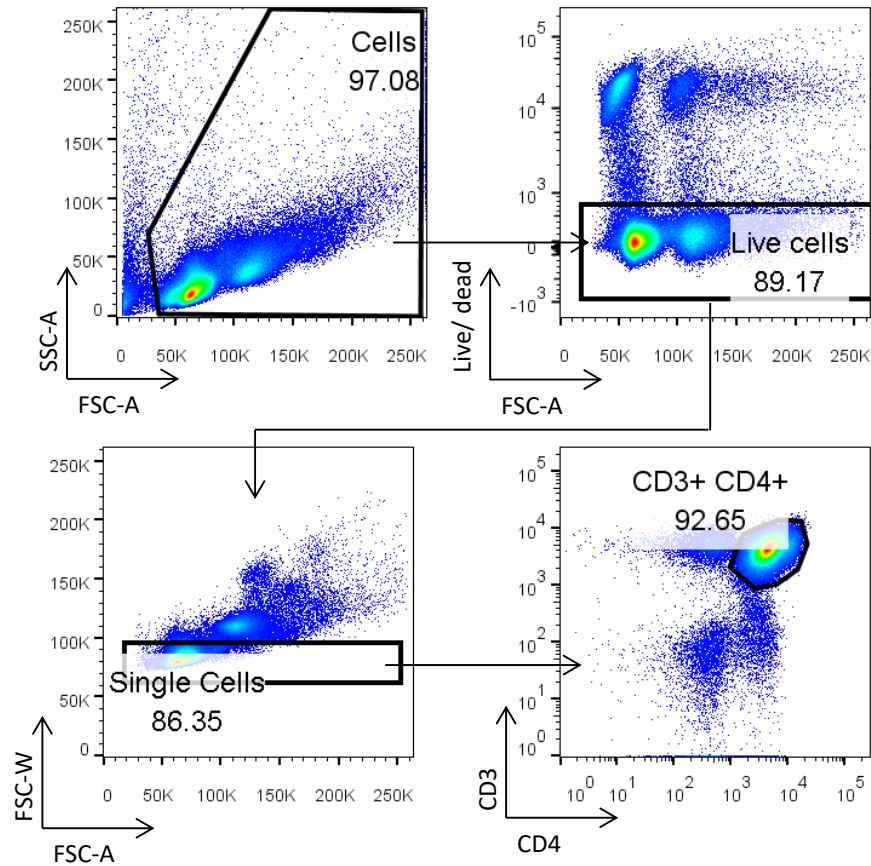 250K
200K
150K
100K
50K
0
SSC-A
Cells
97.08
0 50K 100K 150K 200K 250K
FSC-A
10^5
10^4
10^3
0
-10^3
Live/ dead
Live cells
89.17
0 50K 100K 150K 200K 250K
FSC-A
250K
200K
150K
100K
50K
0
FSC-W
Single Cells
86.35
0 50K 100K 150K 200K 250K
FSC-A
10^5
10^4
10^3
10^2
10^1
10^0
CD3
CD3+ CD4+
92.65
10^0 10^1 10^2 10^3 10^4 10^5
CD4